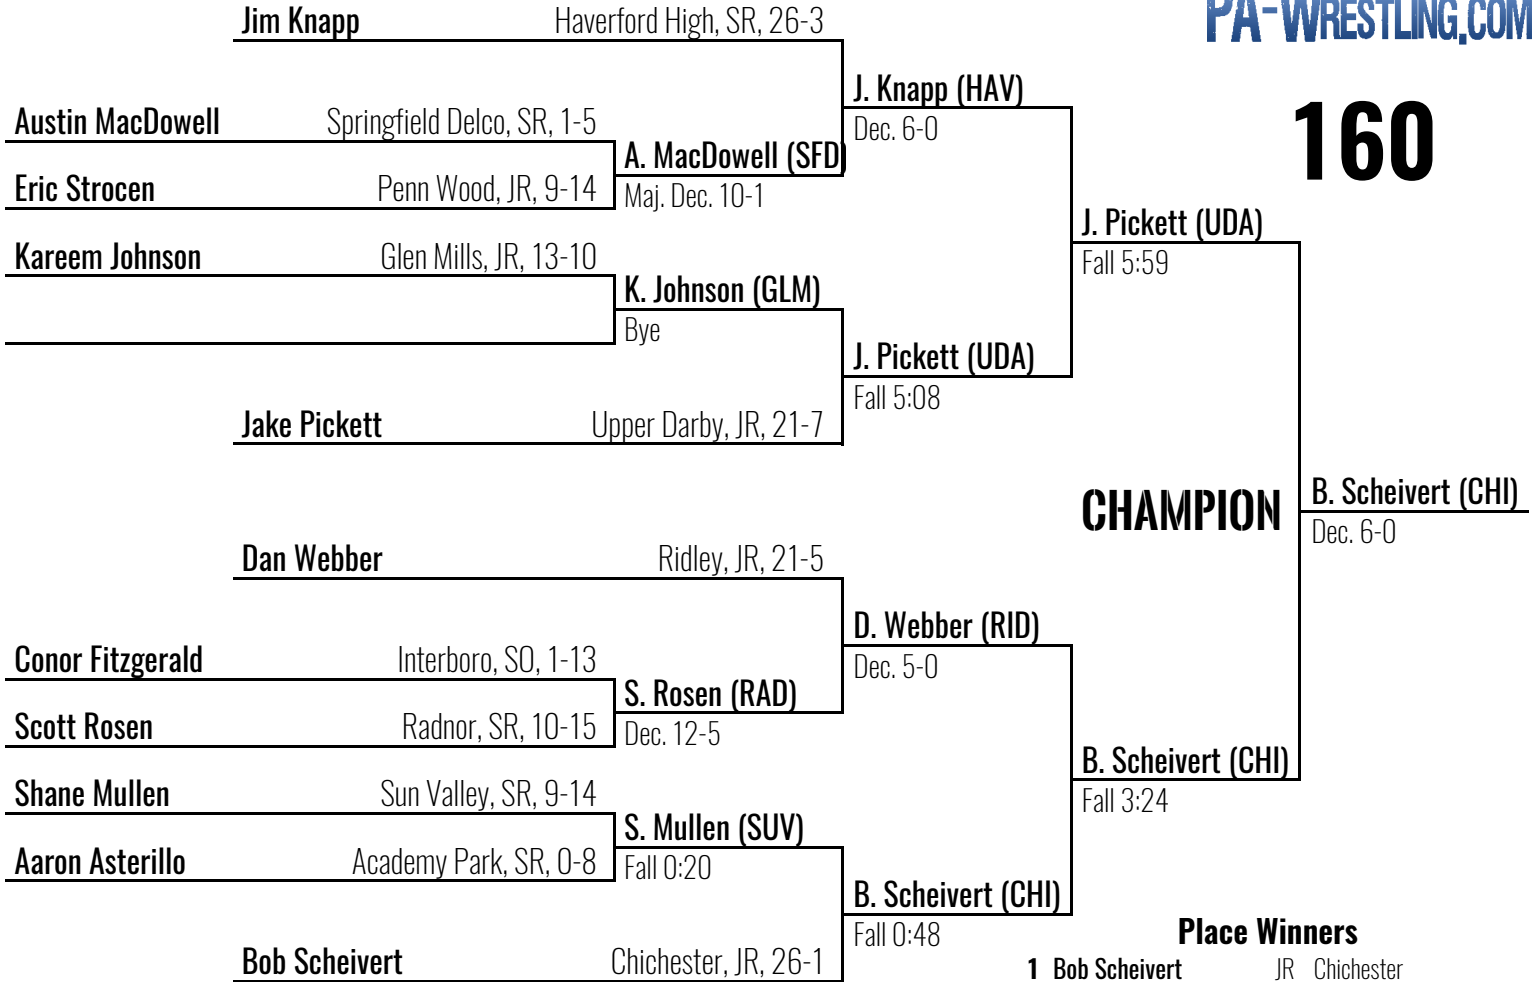 PA-WRESTLING.COM
160
Jim Knapp Haverford High, SR, 26-3
J. Knapp (HAV)
Dec. 6-0
Austin MacDowell Springfield Delco, SR, 1-5
A. MacDowell (SFD)
Maj. Dec. 10-1
Eric Strocen Penn Wood, JR, 9-14
J. Pickett (UDA)
Fall 5:59
Kareem Johnson Glen Mills, JR, 13-10
K. Johnson (GLM)
Bye
J. Pickett (UDA)
Fall 5:08
Jake Pickett Upper Darby, JR, 21-7
CHAMPION
B. Scheivert (CHI)
Dec. 6-0
Dan Webber Ridley, JR, 21-5
D. Webber (RID)
Dec. 5-0
Conor Fitzgerald Interboro, SO, 1-13
S. Rosen (RAD)
Dec. 12-5
Scott Rosen Radnor, SR, 10-15
B. Scheivert (CHI)
Fall 3:24
Shane Mullen Sun Valley, SR, 9-14
S. Mullen (SUV)
Fall 0:20
Aaron Asterillo Academy Park, SR, 0-8
B. Scheivert (CHI)
Fall 0:48
Bob Scheivert Chichester, JR, 26-1
Place Winners
1 Bob Scheivert JR Chichester